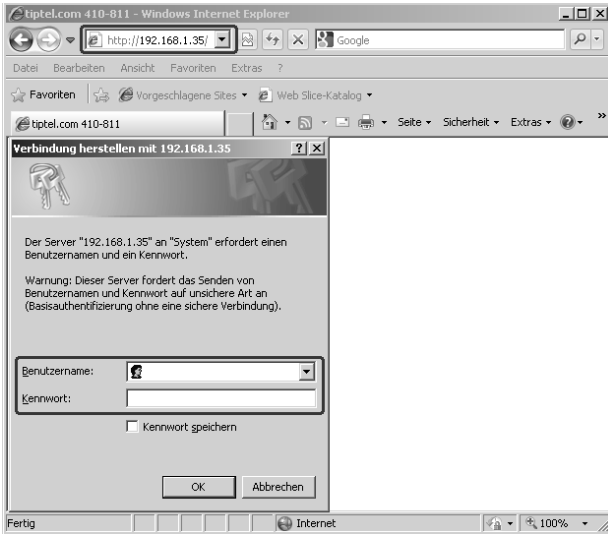 tiptel.com 410-811 - Windows Internet Explorer
http://192.168.1.35/
Google
Datei Bearbeiten Ansicht Favoriten Extras ?
Favoriten Vorgeschlagene Sites Web Slice-Katalog
tiptel.com 410-811
Seite Sicherheit Extras »
Verbindung herstellen mit 192.168.1.35
Der Server "192.168.1.35" an "System" erfordert einen
Benutzernamen und ein Kennwort.
Warnung: Dieser Server fordert das Senden von
Benutzernamen und Kennwort auf unsichere Art an
(Basisauthentifizierung ohne eine sichere Verbindung).
Benutzername:
Kennwort:
Kennwort speichern
OK Abbrechen
Fertig Internet 100%